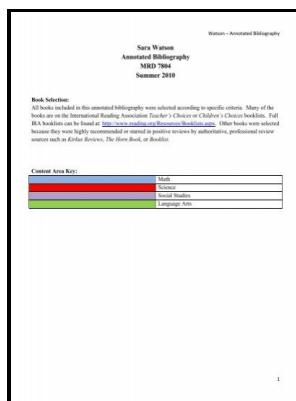 Watson – Annotated Bibliography
Sara Watson
Annotated Bibliography
MRD 7804
Summer 2010
Book Selection:
All books included in this annotated bibliography were selected according to specific criteria. Many of the
books are on the International Reading Association Teacher's Choices or Children's Choices booklists. Full
IRA booklists can be found at: http://www.reading.org/Resources/Booklists.aspx. Other books were selected
because they were highly recommended or starred in positive reviews by authoritative, professional review
sources such as Kirkus Reviews, The Horn Book, or Booklist.
Content Area Key:
Math
Science
Social Studies
Language Arts
1